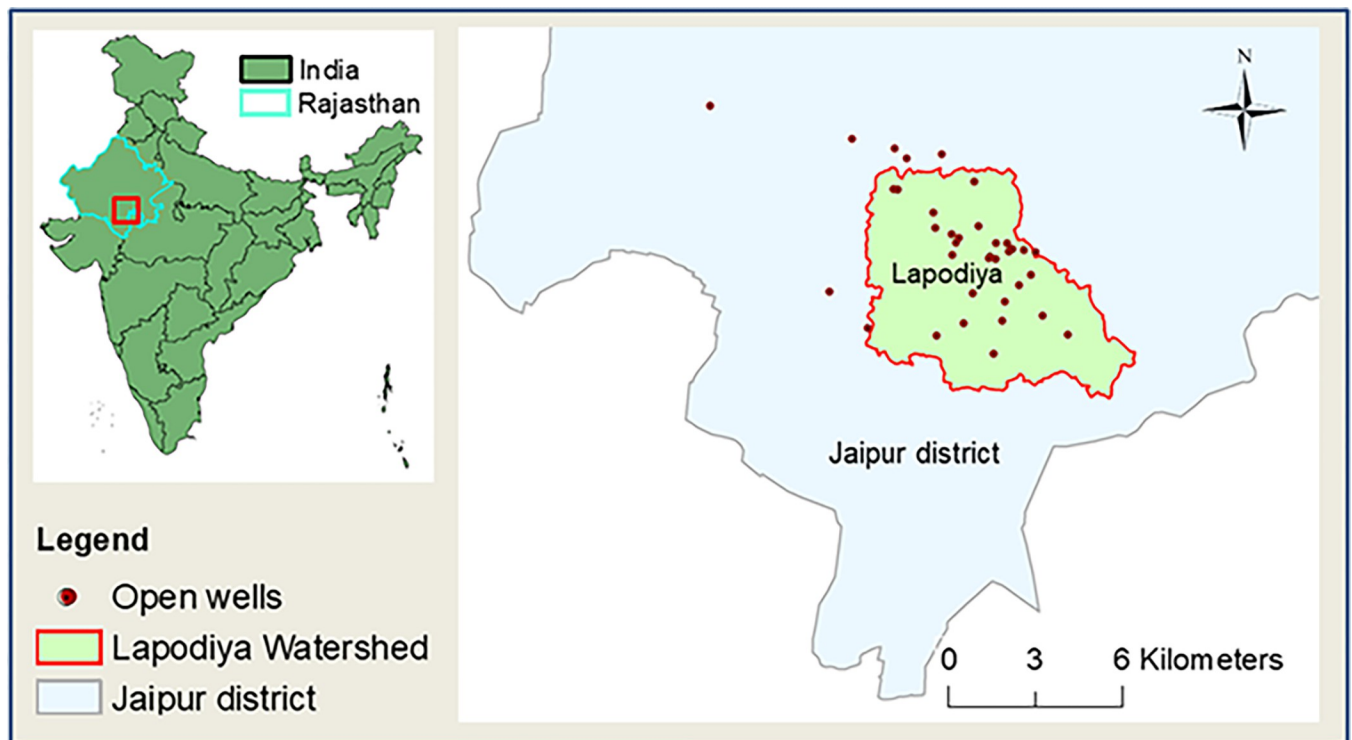 India
Rajasthan
N
Lapodiya
Jaipur district
Legend
Open wells
Lapodiya Watershed
Jaipur district
0 3 6 Kilometers